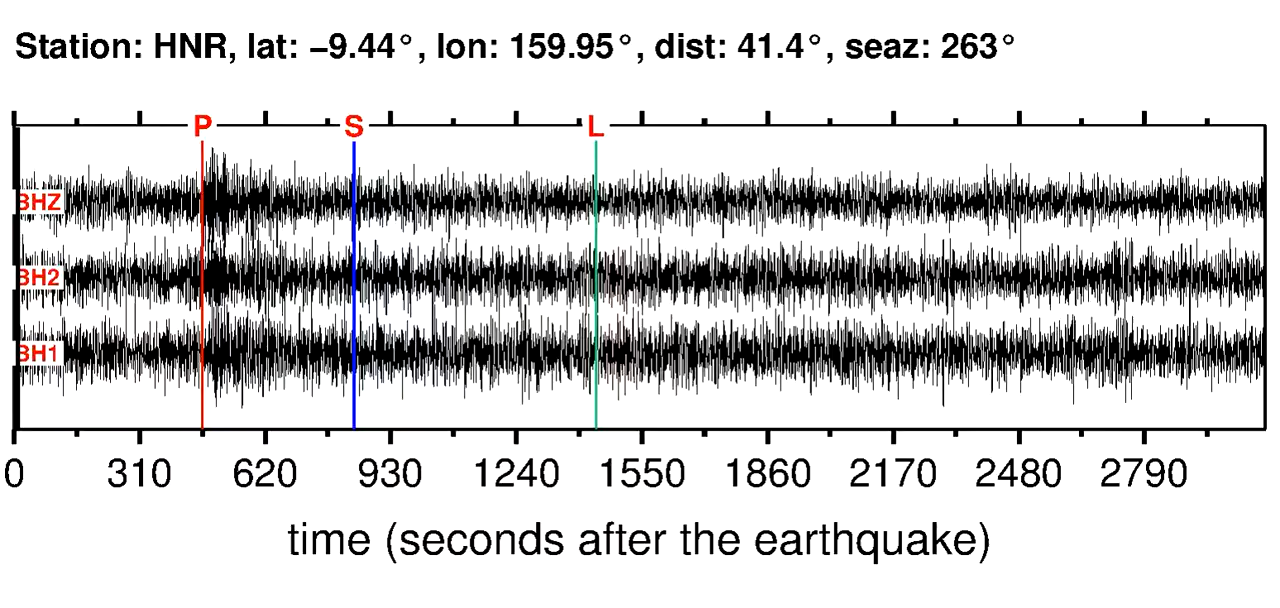 Station: HNR, lat: −9.44°, lon: 159.95°, dist: 41.4°, seaz: 263°
P S L
BHZ
BH2
BH1
0 310 620 930 1240 1550 1860 2170 2480 2790
time (seconds after the earthquake)